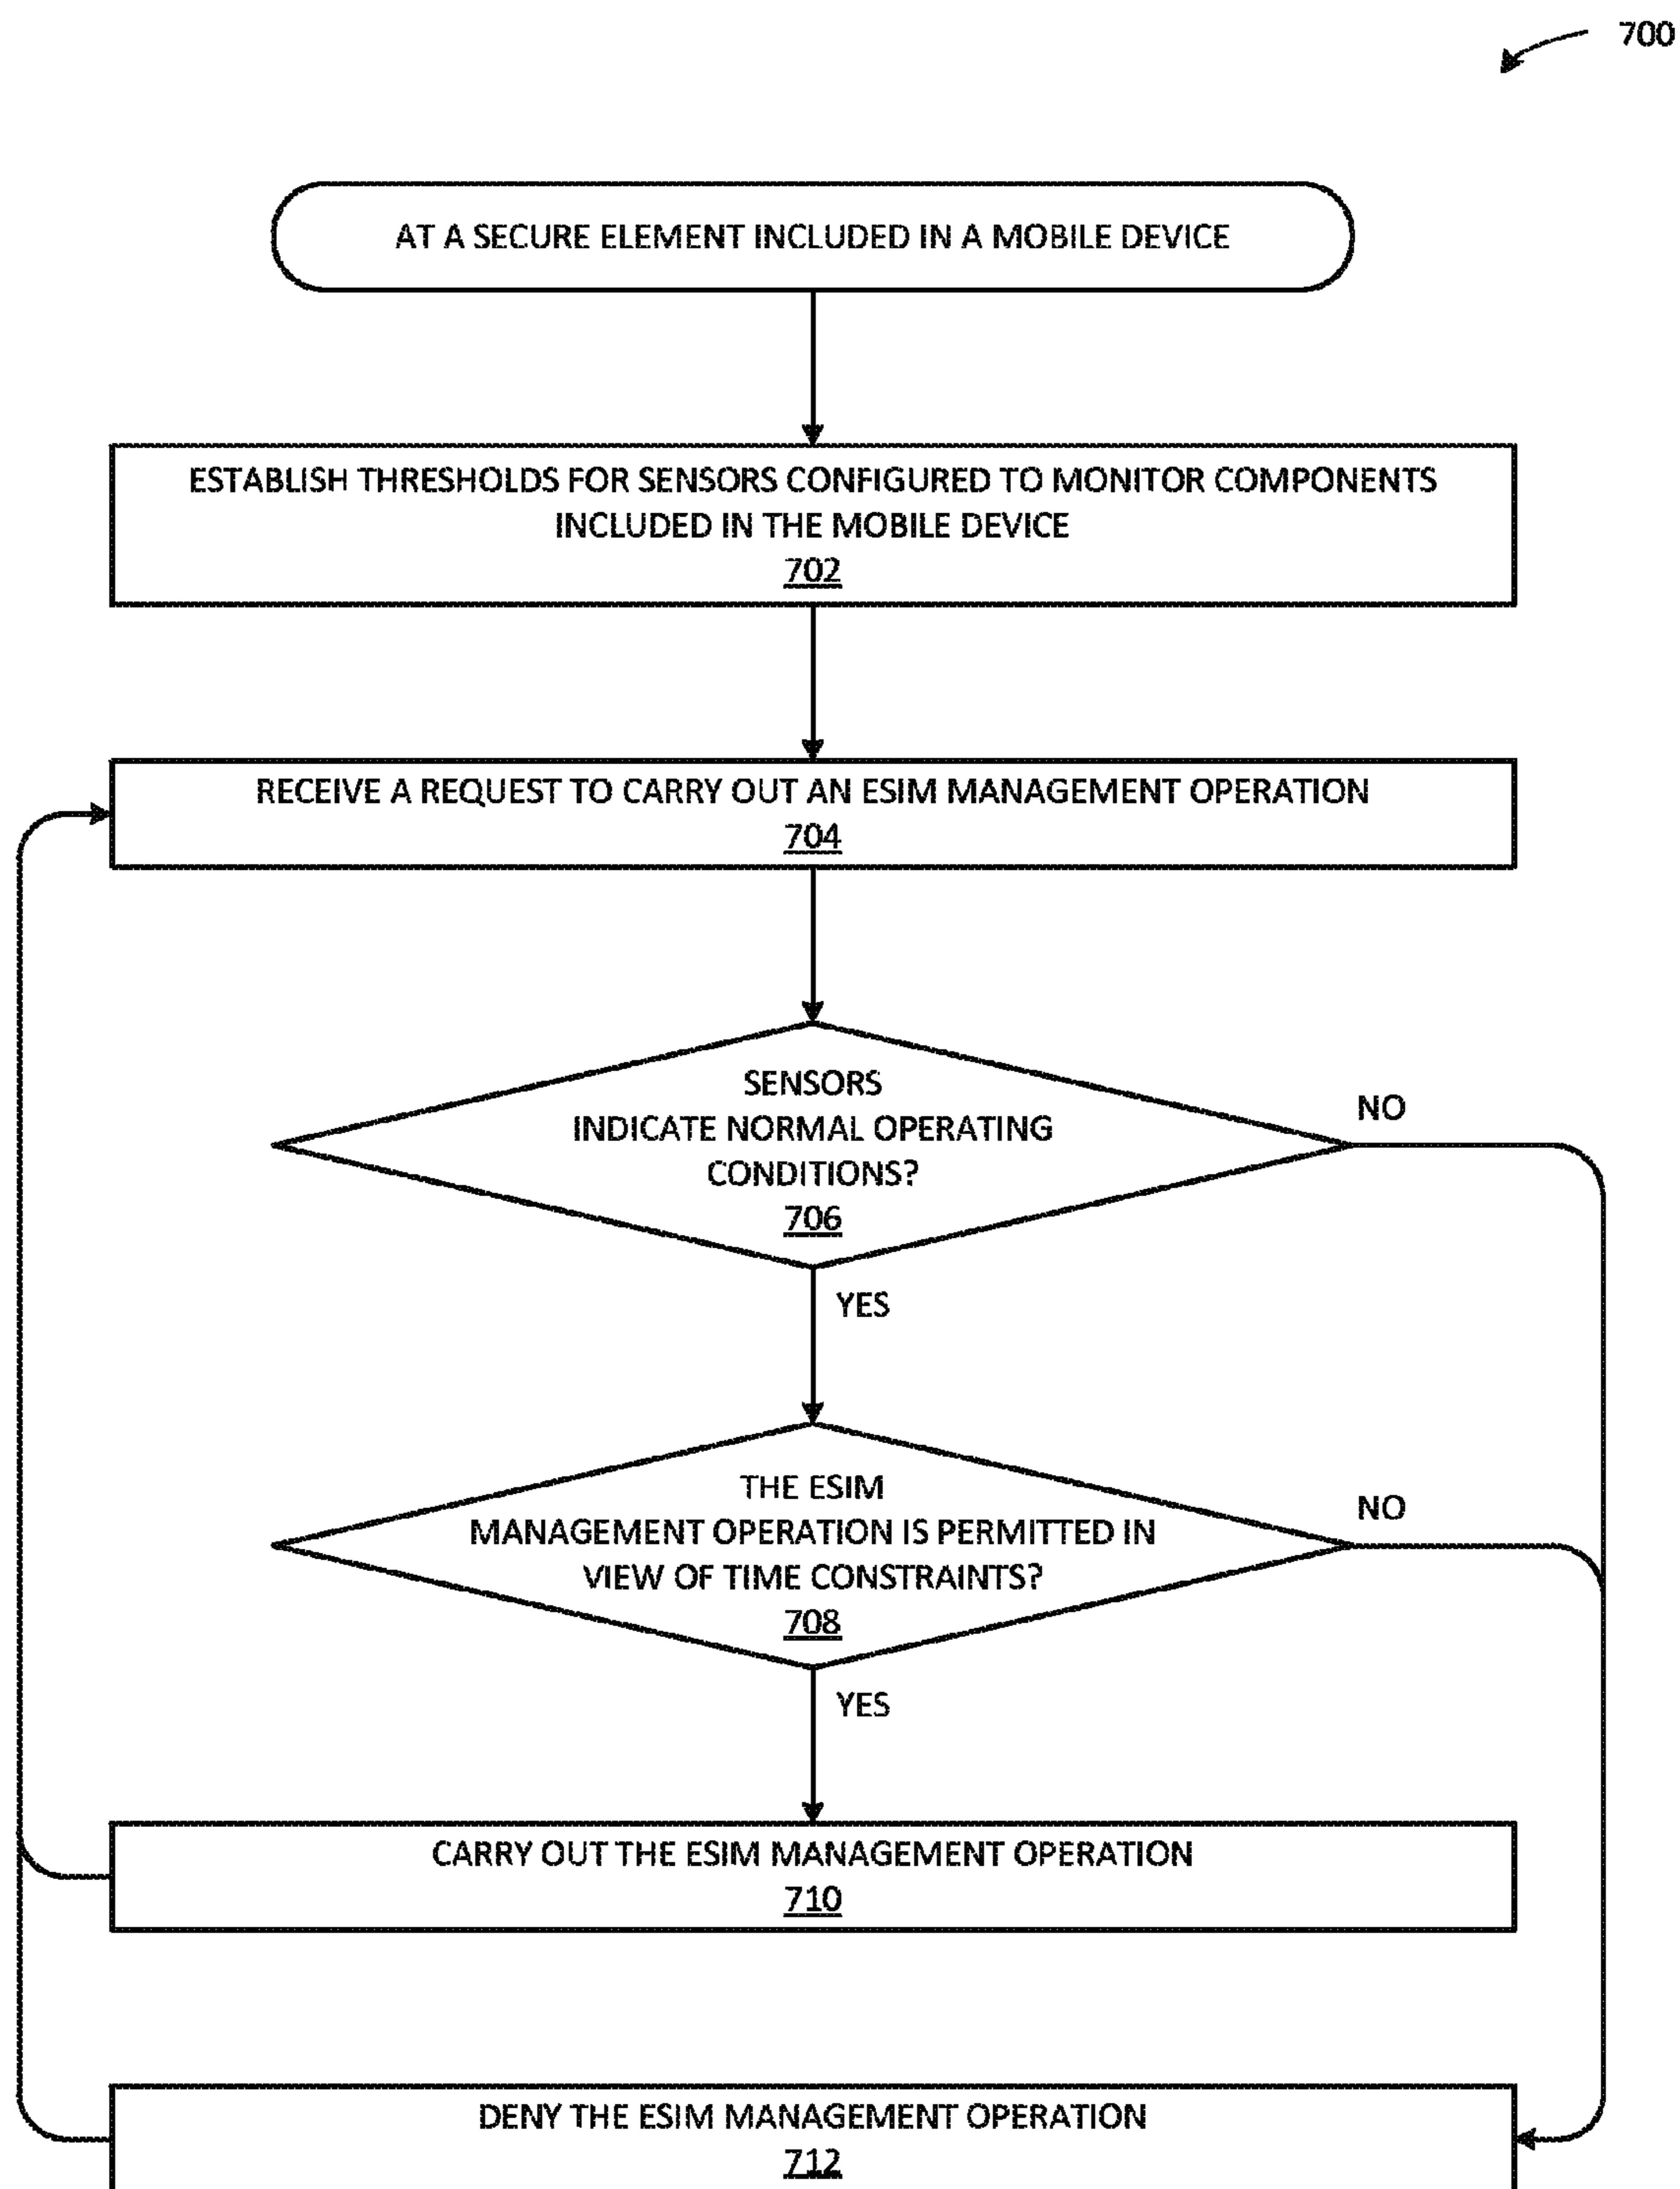 700
AT A SECURE ELEMENT INCLUDED IN A MOBILE DEVICE
ESTABLISH THRESHOLDS FOR SENSORS CONFIGURED TO MONITOR COMPONENTS
INCLUDED IN THE MOBILE DEVICE
702
RECEIVE A REQUEST TO CARRY OUT AN ESIM MANAGEMENT OPERATION
704
SENSORS
INDICATE NORMAL OPERATING
CONDITIONS?
706
NO
YES
THE ESIM
MANAGEMENT OPERATION IS PERMITTED IN
VIEW OF TIME CONSTRAINTS?
708
NO
YES
CARRY OUT THE ESIM MANAGEMENT OPERATION
710
DENY THE ESIM MANAGEMENT OPERATION
712